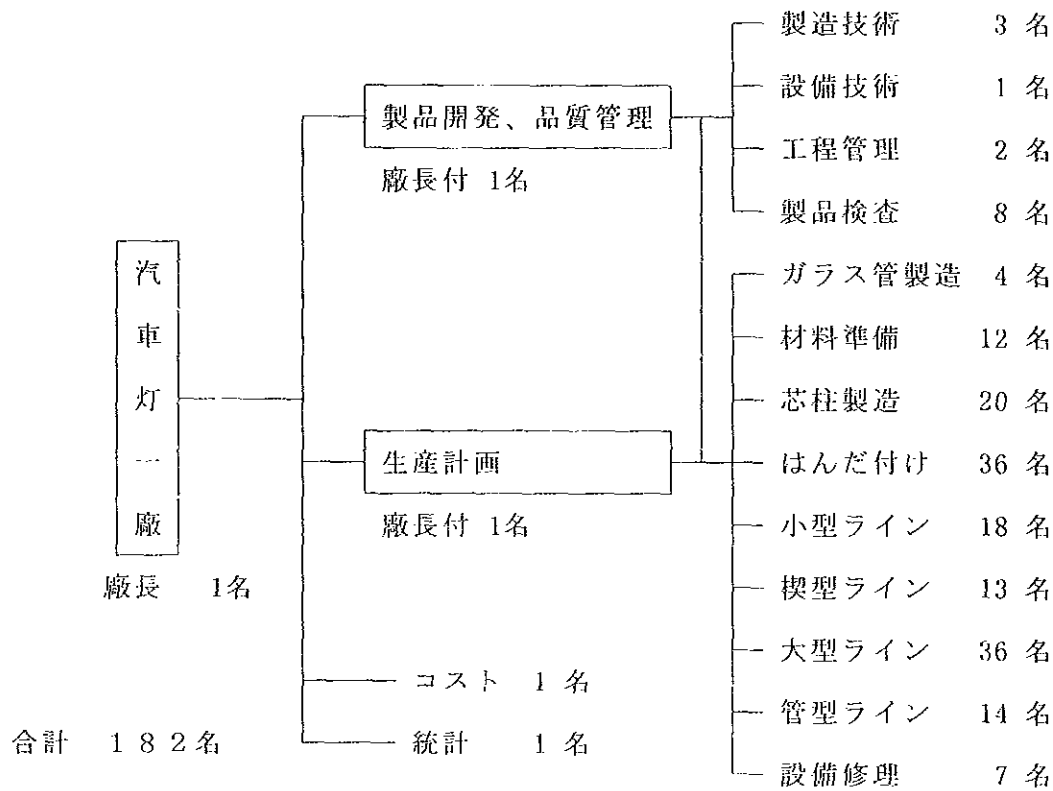 製造技術 3 名
設備技術 1 名
製品開発、品質管理
工程管理 2 名
廠長付 1名
製品検査 8 名
汽車灯一廠
ガラス管製造 4 名
材料準備 12 名
芯柱製造 20 名
生産計画
はんだ付け 36 名
廠長付 1名
小型ライン 18 名
廠長 1名
楔型ライン 13 名
大型ライン 36 名
コスト 1 名
管型ライン 14 名
合計 182名
統計 1 名
設備修理 7 名